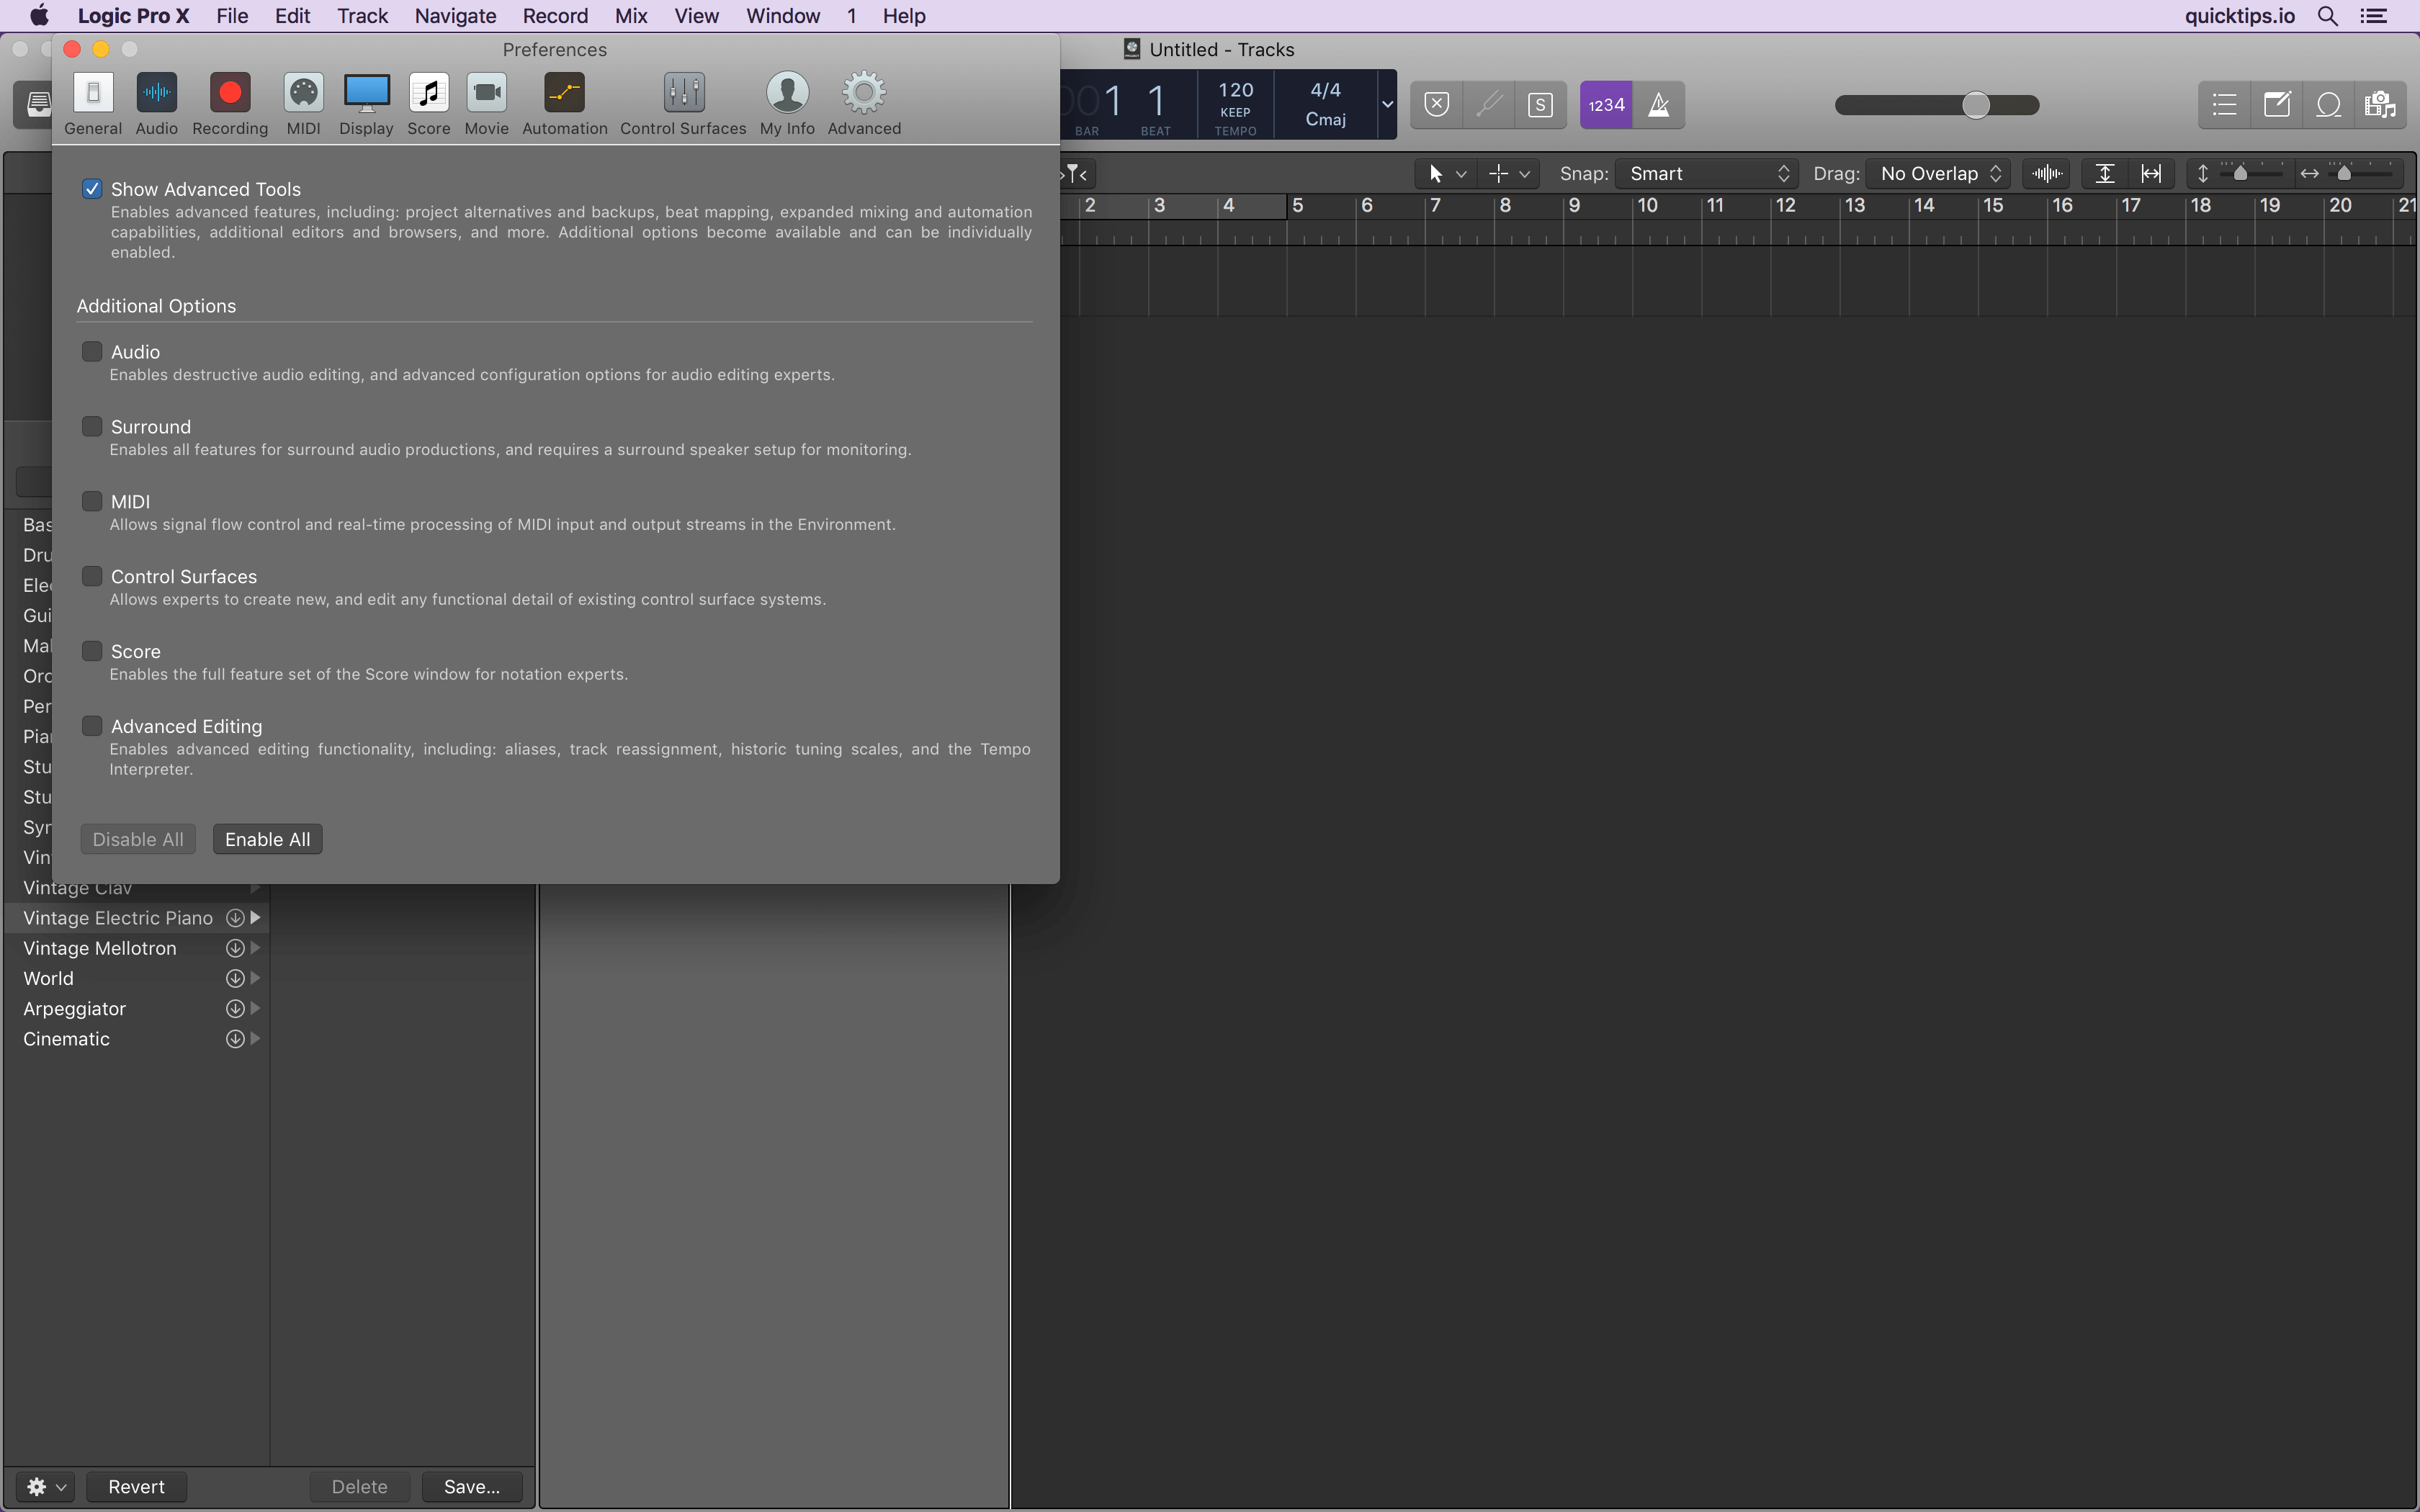 Logic Pro X File Edit Track Navigate Record Mix View Window 1 Help quicktips.io
Preferences
Untitled - Tracks
General Audio Recording MIDI Display Score Movie Automation Control Surfaces My Info Advanced
001 1
BAR BEAT
120
KEEP
TEMPO
4/4
Cmaj
S
1234
Snap: Smart
Drag: No Overlap
2 3 4 5 6 7 8 9 10 11 12 13 14 15 16 17 18 19 20 21
Show Advanced Tools
Enables advanced features, including: project alternatives and backups, beat mapping, expanded mixing and automation
capabilities, additional editors and browsers, and more. Additional options become available and can be individually
enabled.
Additional Options
Audio
Enables destructive audio editing, and advanced configuration options for audio editing experts.
Surround
Enables all features for surround audio productions, and requires a surround speaker setup for monitoring.
MIDI
Allows signal flow control and real-time processing of MIDI input and output streams in the Environment.
Control Surfaces
Allows experts to create new, and edit any functional detail of existing control surface systems.
Score
Enables the full feature set of the Score window for notation experts.
Advanced Editing
Enables advanced editing functionality, including: aliases, track reassignment, historic tuning scales, and the Tempo
Interpreter.
Disable All Enable All
Bas
Dru
Elec
Gui
Mal
Orc
Per
Piar
Stu
Stu
Syn
Vin
Vintage Clav
Vintage Electric Piano
Vintage Mellotron
World
Arpeggiator
Cinematic
Revert Delete Save...